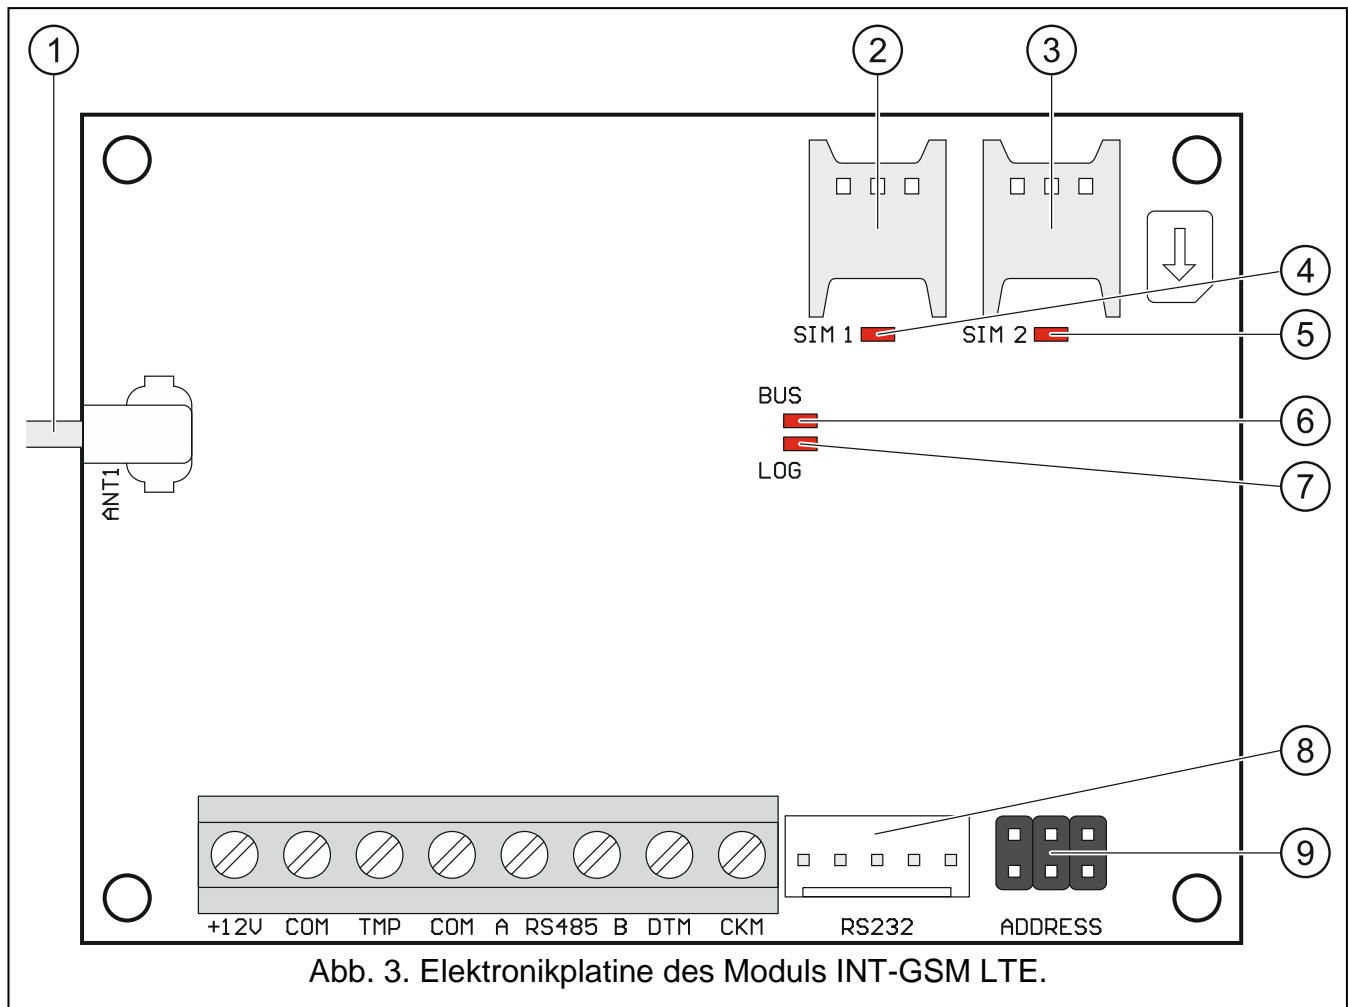 1
2
3
4
SIM 1
SIM 2
5
BUS
6
LOG
7
ANT1
8
9
+12V COM TMP COM A RS485 B DTM CKM RS232 ADDRESS
Abb. 3. Elektronikplatine des Moduls INT-GSM LTE.